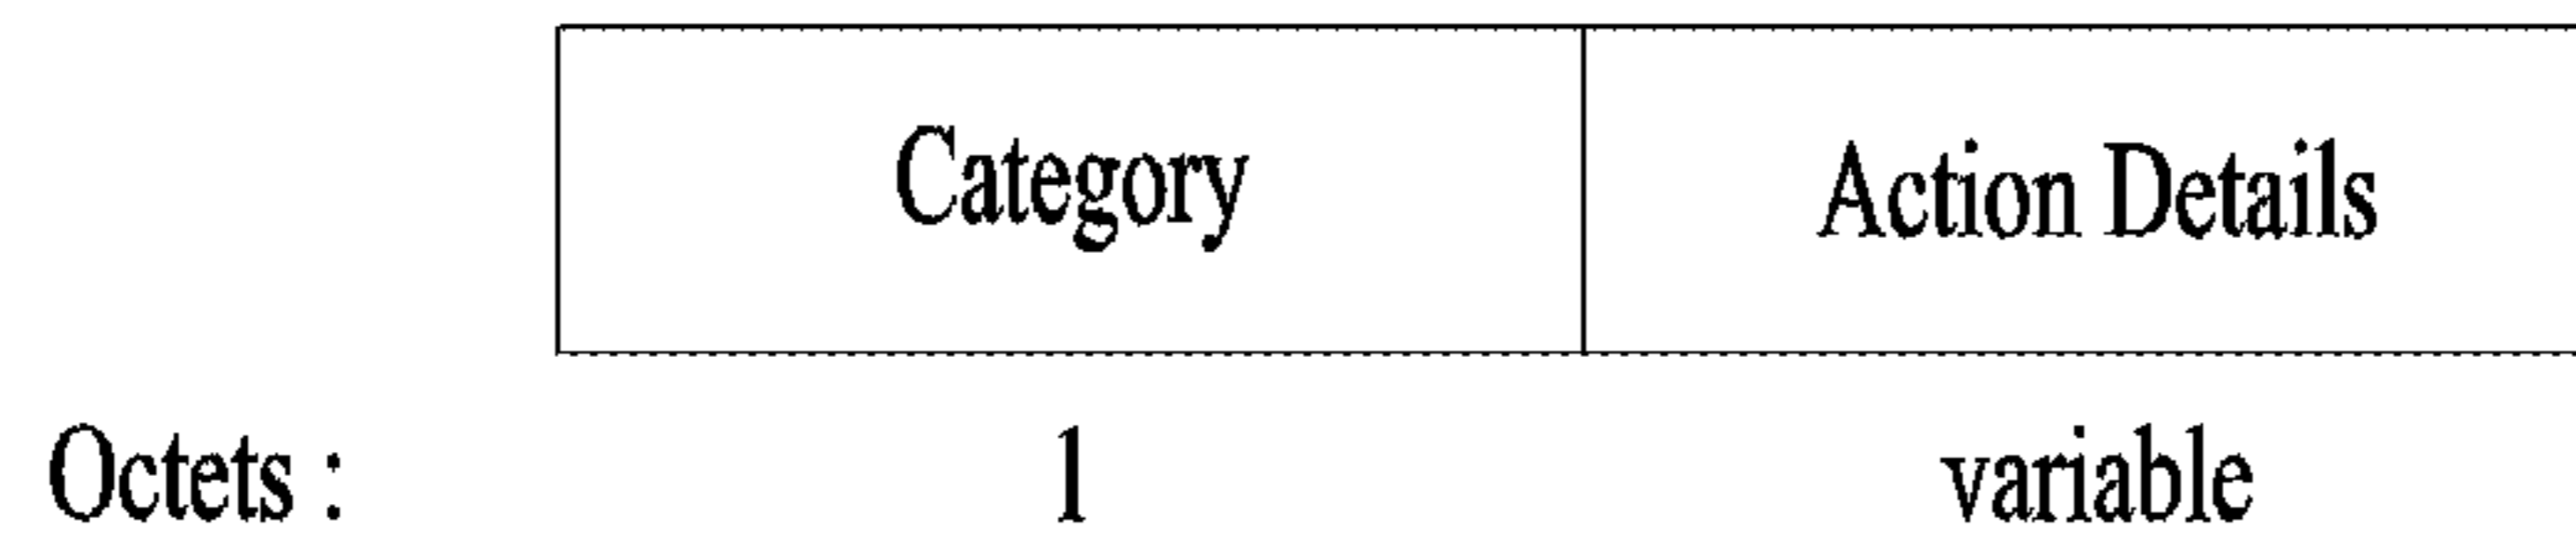 Category Action Details
Octets : 1 variable